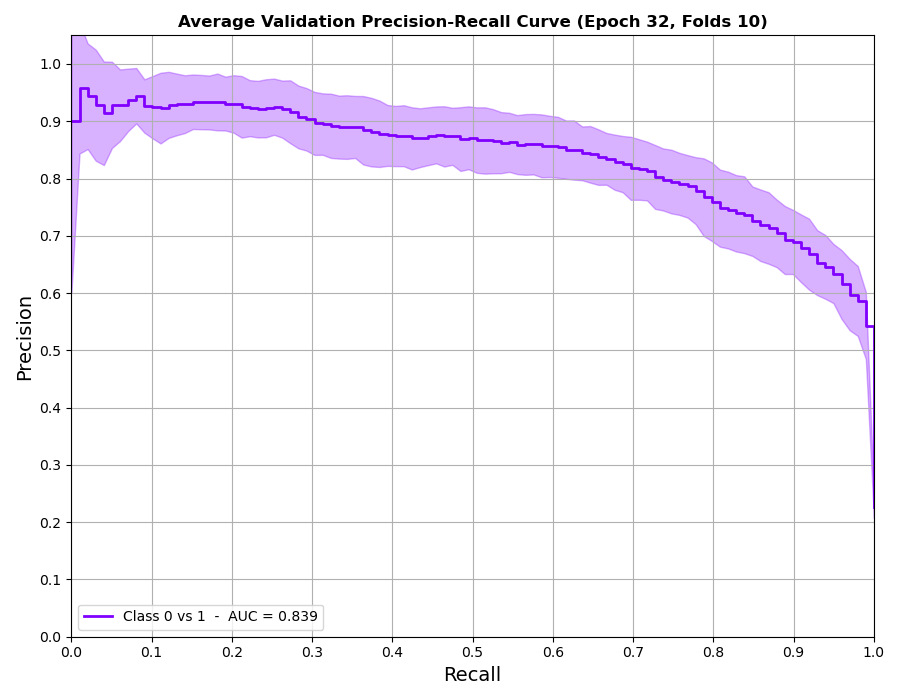 Average Validation Precision-Recall Curve (Epoch 32, Folds 10)
Precision
1.0
0.9
0.8
0.7
0.6
0.5
0.4
0.3
0.2
0.1
0.0
Class 0 vs 1  -  AUC = 0.839
0.0 0.1 0.2 0.3 0.4 0.5 0.6 0.7 0.8 0.9 1.0
Recall